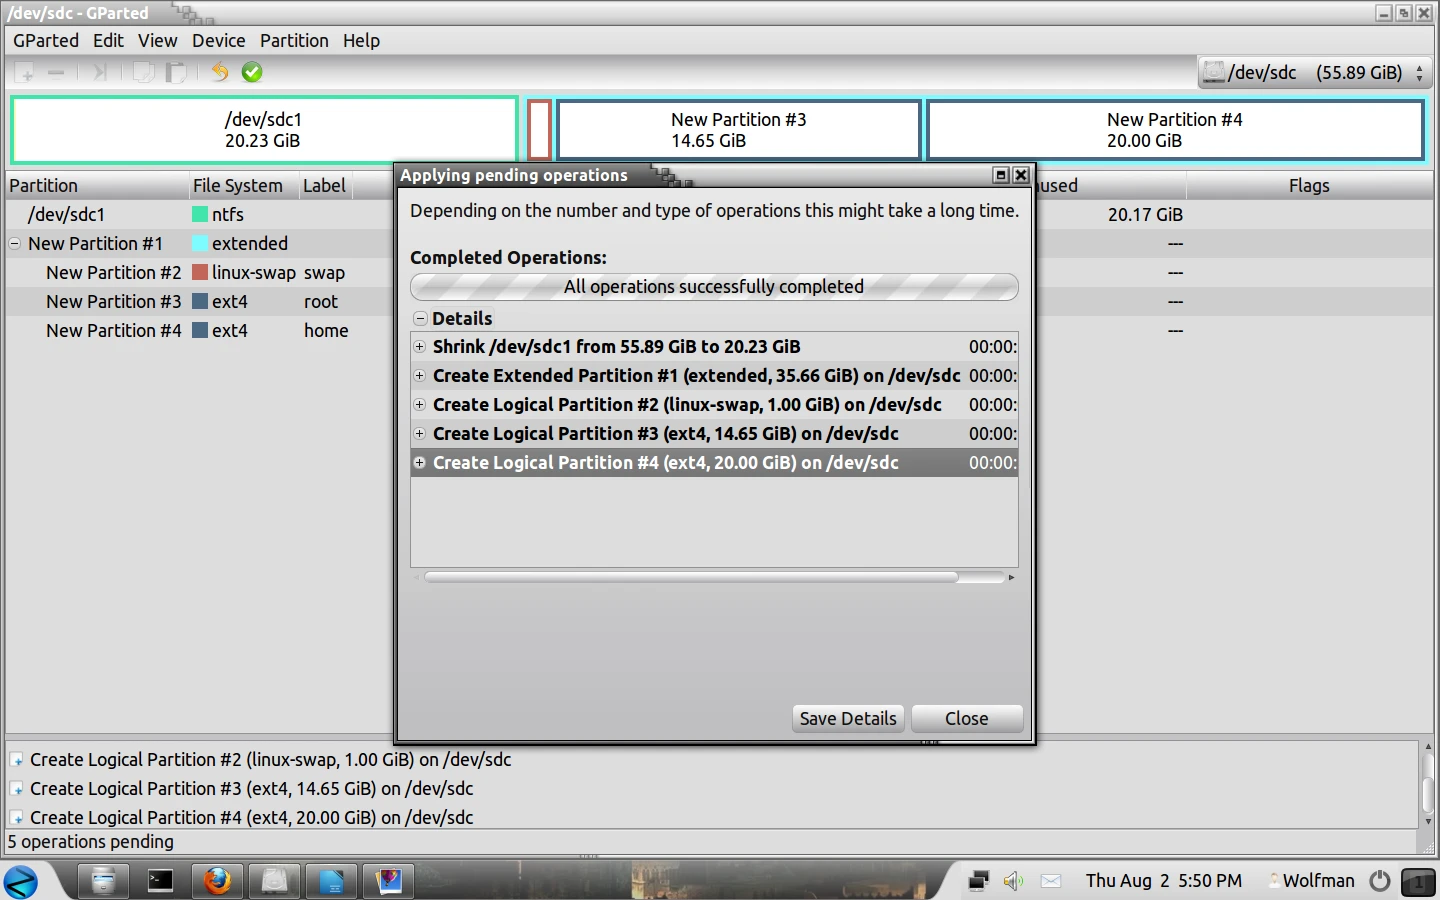 /dev/sdc - GParted
GParted Edit View Device Partition Help
/dev/sdc (55.89 GiB)
/dev/sdc1
20.23 GiB
New Partition #3
14.65 GiB
New Partition #4
20.00 GiB
Partition File System Label Flags
/dev/sdc1 ntfs 20.17 GiB
New Partition #1 extended ---
New Partition #2 linux-swap swap ---
New Partition #3 ext4 root ---
New Partition #4 ext4 home ---
Applying pending operations
Depending on the number and type of operations this might take a long time.
Completed Operations:
All operations successfully completed
Details
Shrink /dev/sdc1 from 55.89 GiB to 20.23 GiB 00:00:
Create Extended Partition #1 (extended, 35.66 GiB) on /dev/sdc 00:00:
Create Logical Partition #2 (linux-swap, 1.00 GiB) on /dev/sdc 00:00:
Create Logical Partition #3 (ext4, 14.65 GiB) on /dev/sdc 00:00:
Create Logical Partition #4 (ext4, 20.00 GiB) on /dev/sdc 00:00:
Save Details Close
Create Logical Partition #2 (linux-swap, 1.00 GiB) on /dev/sdc
Create Logical Partition #3 (ext4, 14.65 GiB) on /dev/sdc
Create Logical Partition #4 (ext4, 20.00 GiB) on /dev/sdc
5 operations pending
Thu Aug 2 5:50 PM Wolfman 1